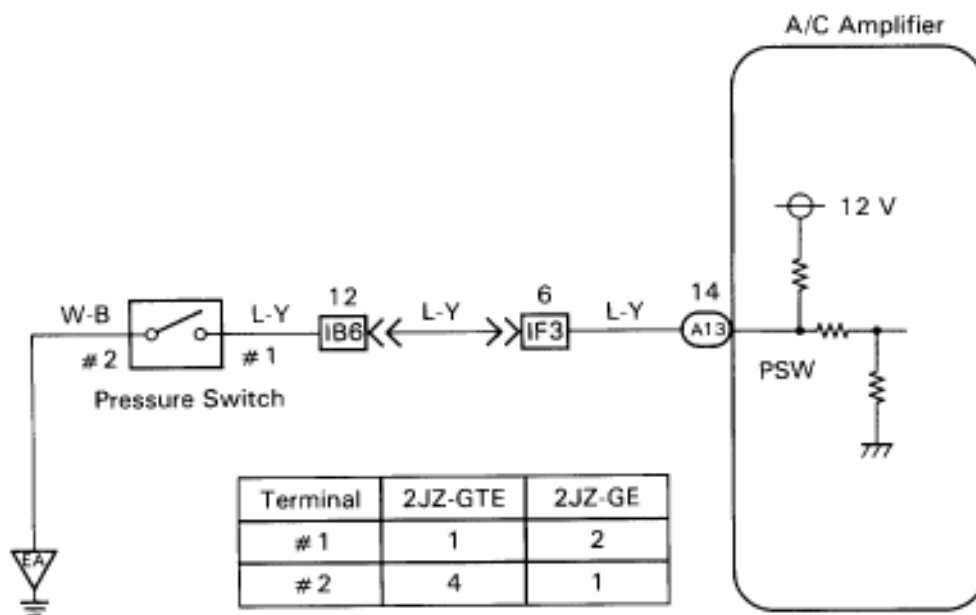 A/C Amplifier
12 V
W-B
L-Y
12
L-Y
6
L-Y
14
IB6
IF3
A13
#2
#1
PSW
Pressure Switch
Terminal 2JZ-GTE 2JZ-GE
#1 1 2
#2 4 1
EA